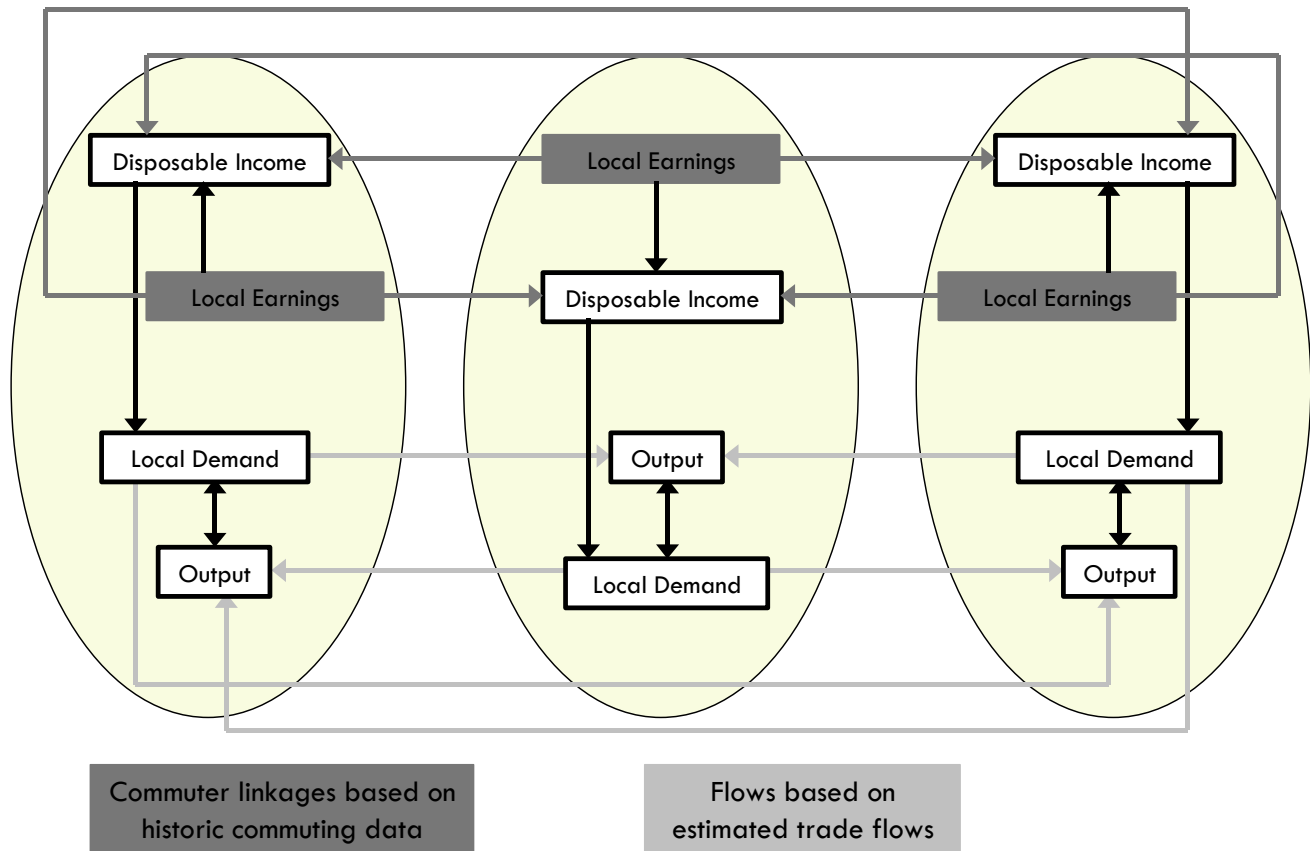 Disposable Income
Local Earnings
Disposable Income
Local Earnings
Disposable Income
Local Earnings
Local Demand
Output
Local Demand
Output
Local Demand
Output
Commuter linkages based on
historic commuting data
Flows based on
estimated trade flows